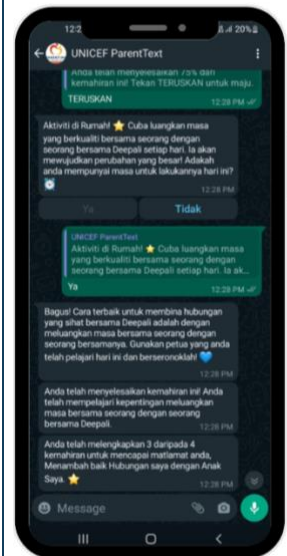 12:2
20%
UNICEF ParentText
Anda telah menyelesaikan 75% dari
kemahiran ini! Tekan TERUSKAN untuk maju.
TERUSKAN
12:28 PM
Aktiviti di Rumah! ⭐ Cuba luangkan masa
yang berkualiti seorang dengan
seorang bersama Deepali setiap hari. Ia akan
mewujudkan perubahan yang besar! Adakah
anda mempunyai masa untuk lakukannya hari ini?
⏰
12:28 PM
Ya
Tidak
UNICEF ParentText
Aktiviti di Rumah! ⭐ Cuba luangkan masa
yang berkualiti seorang dengan
seorang bersama Deepali setiap hari. Ia ak...
Ya
12:28 PM
Bagus! Cara terbaik untuk membina hubungan
yang sihat bersama Deepali adalah dengan
meluangkan masa bersama seorang dengan
seorang bersamanya. Gunakan petua yang anda
telah pelajari hari ini dan berseronoklah! 💙
12:28 PM
Anda telah menyelesaikan kemahiran ini! Anda
telah mempelajari kepentingan meluangkan
masa bersama seorang dengan seorang
bersama Deepali.
12:28 PM
Anda telah melengkapkan 3 daripada 4
kemahiran untuk mencapai matlamat anda,
Menambah baik Hubungan saya dengan Anak
Saya. ⭐
12:28 PM
Message